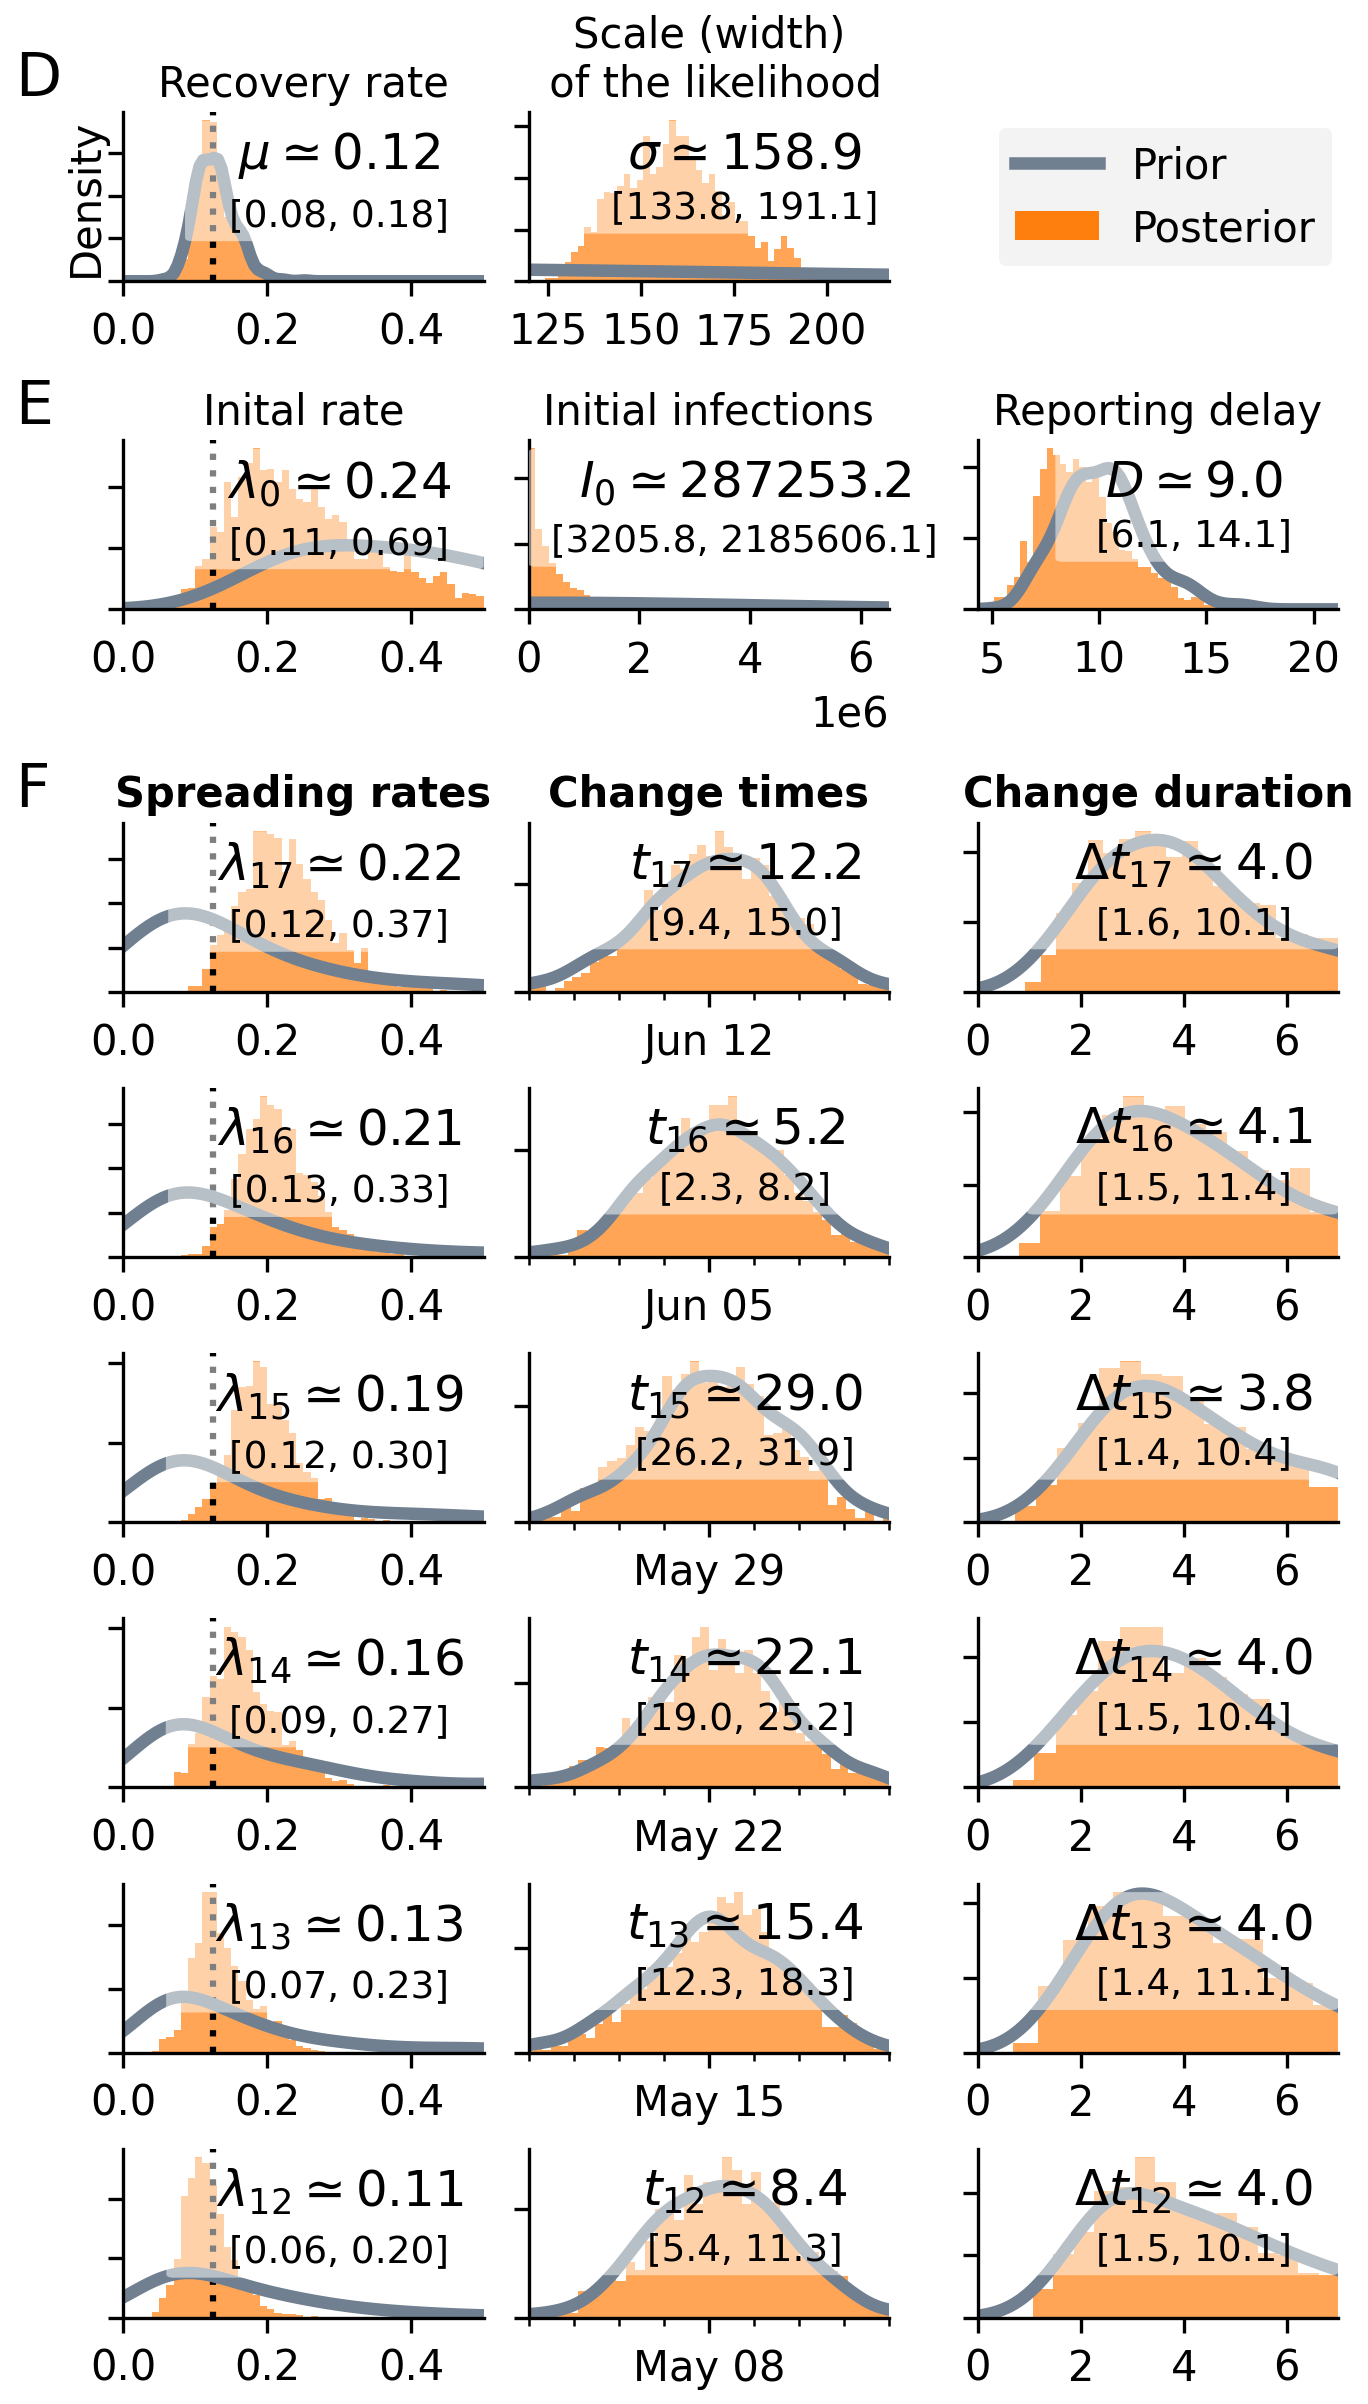 D
Recovery rate
Scale (width)
of the likelihood
Density
μ ≃ 0.12
[0.08, 0.18]
σ ≃ 158.9
[133.8, 191.1]
Prior
Posterior
0.0 0.2 0.4
125 150 175 200
E
Inital rate
Initial infections
Reporting delay
λ₀ ≃ 0.24
[0.11, 0.69]
I₀ ≃ 287253.2
[3205.8, 2185606.1]
D ≃ 9.0
[6.1, 14.1]
0.0 0.2 0.4
0 2 4 6
1e6
5 10 15 20
F
Spreading rates
Change times
Change duration
λ₁₇ ≃ 0.22
[0.12, 0.37]
t₁₇ ≃ 12.2
[9.4, 15.0]
Δt₁₇ ≃ 4.0
[1.6, 10.1]
0.0 0.2 0.4
Jun 12
0 2 4 6
λ₁₆ ≃ 0.21
[0.13, 0.33]
t₁₆ ≃ 5.2
[2.3, 8.2]
Δt₁₆ ≃ 4.1
[1.5, 11.4]
0.0 0.2 0.4
Jun 05
0 2 4 6
λ₁₅ ≃ 0.19
[0.12, 0.30]
t₁₅ ≃ 29.0
[26.2, 31.9]
Δt₁₅ ≃ 3.8
[1.4, 10.4]
0.0 0.2 0.4
May 29
0 2 4 6
λ₁₄ ≃ 0.16
[0.09, 0.27]
t₁₄ ≃ 22.1
[19.0, 25.2]
Δt₁₄ ≃ 4.0
[1.5, 10.4]
0.0 0.2 0.4
May 22
0 2 4 6
λ₁₃ ≃ 0.13
[0.07, 0.23]
t₁₃ ≃ 15.4
[12.3, 18.3]
Δt₁₃ ≃ 4.0
[1.4, 11.1]
0.0 0.2 0.4
May 15
0 2 4 6
λ₁₂ ≃ 0.11
[0.06, 0.20]
t₁₂ ≃ 8.4
[5.4, 11.3]
Δt₁₂ ≃ 4.0
[1.5, 10.1]
0.0 0.2 0.4
May 08
0 2 4 6